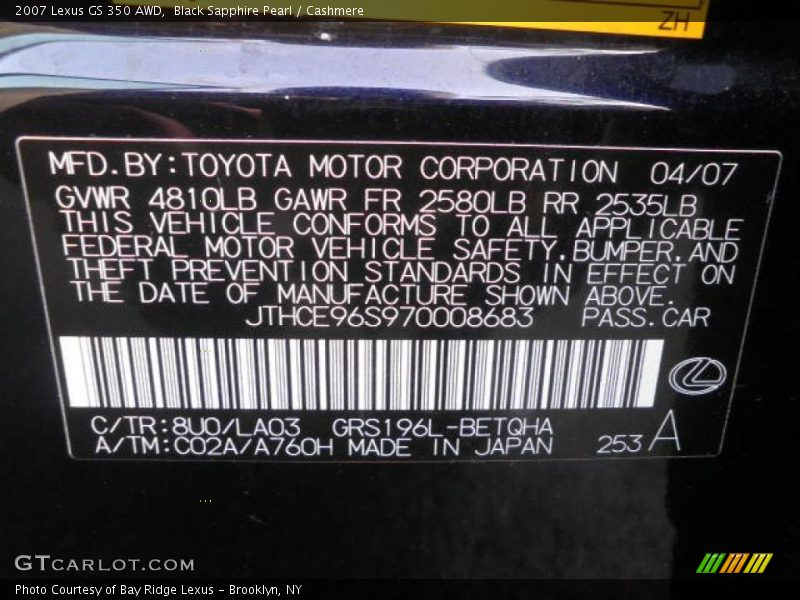 2007 Lexus GS 350 AWD,  Black Sapphire Pearl / Cashmere
ZH
MFD.BY:TOYOTA MOTOR CORPORATION 04/07
GVWR 4810LB GAWR FR 2580LB RR 2535LB
THIS VEHICLE CONFORMS TO ALL APPLICABLE
FEDERAL MOTOR VEHICLE SAFETY,BUMPER,AND
THEFT PREVENTION STANDARDS IN EFFECT ON
THE DATE OF MANUFACTURE SHOWN ABOVE.
JTHCE96S970008683 PASS.CAR
C/TR:8U0/LA03 GRS196L-BETQHA
A/TM:C02A/A760H MADE IN JAPAN 253 A
GTCARLOT.COM
Photo Courtesy of Bay Ridge Lexus – Brooklyn, NY